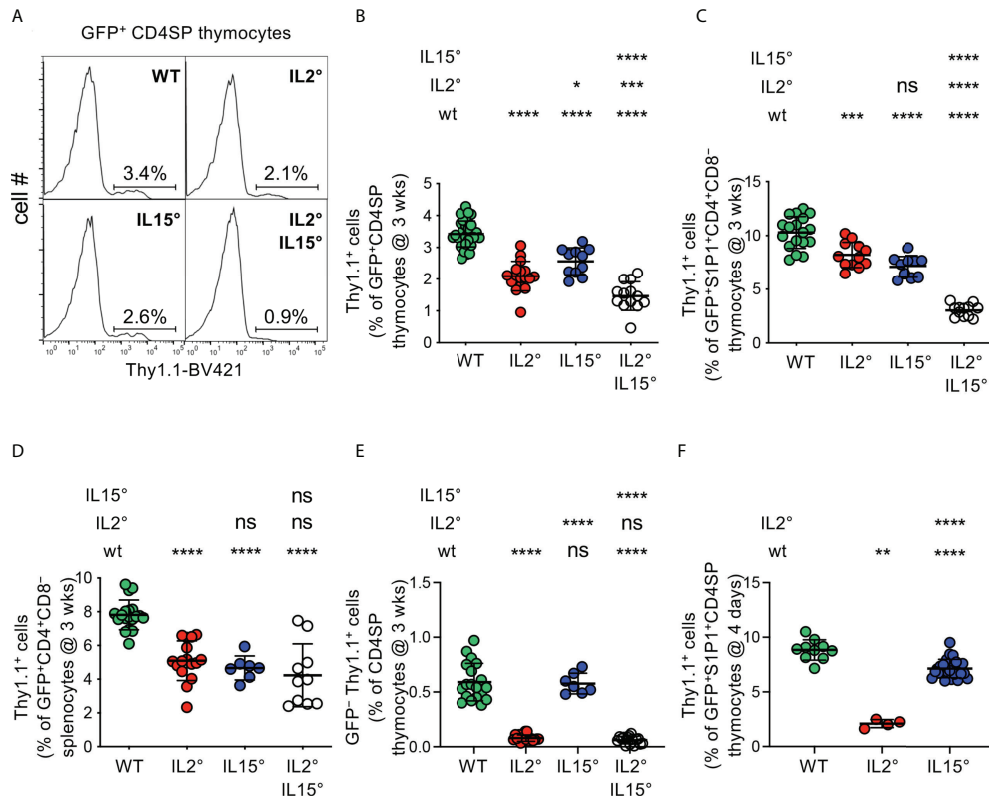 A
GFP⁺ CD4SP thymocytes
WT
3.4%
IL2°
2.1%
IL15°
2.6%
IL2°
IL15°
0.9%
cell #
10⁰ 10¹ 10² 10³ 10⁴ 10⁵
10⁰ 10¹ 10² 10³ 10⁴ 10⁵
Thy1.1-BV421
B
IL15° ****
IL2° * ***
wt **** **** ****
Thy1.1⁺ cells
(% of GFP⁺CD4SP
thymocytes @ 3 wks)
5
4
3
2
1
0
WT IL2° IL15° IL2°
IL15°
C
IL15° ****
IL2° ns ****
wt *** **** ****
Thy1.1⁺ cells
(% of GFP⁺S1P1⁺CD4⁺CD8⁻
thymocytes @ 3 wks)
15
10
5
0
WT IL2° IL15° IL2°
IL15°
D
IL15° ns
IL2° ns ns
wt **** **** ****
Thy1.1⁺ cells
(% of GFP⁺CD4⁺CD8⁻
splenocytes @ 3 wks)
10
8
6
4
2
0
WT IL2° IL15° IL2°
IL15°
E
IL15° ****
IL2° **** ns
wt **** ns ****
GFP⁻ Thy1.1⁺ cells
(% of CD4SP
thymocytes @ 3 wks)
1.5
1.0
0.5
0.0
WT IL2° IL15° IL2°
IL15°
F
IL2° ****
wt ** ****
Thy1.1⁺ cells
(% of GFP⁺S1P1⁺CD4SP
thymocytes @ 4 days)
15
10
5
0
WT IL2° IL15°